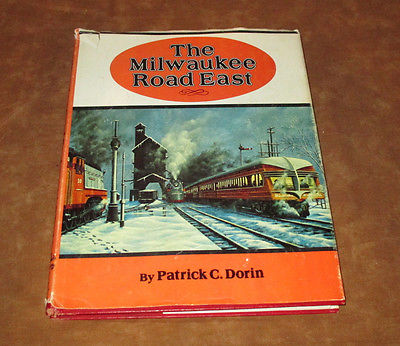 The
Milwaukee
Road East
By Patrick C. Dorin